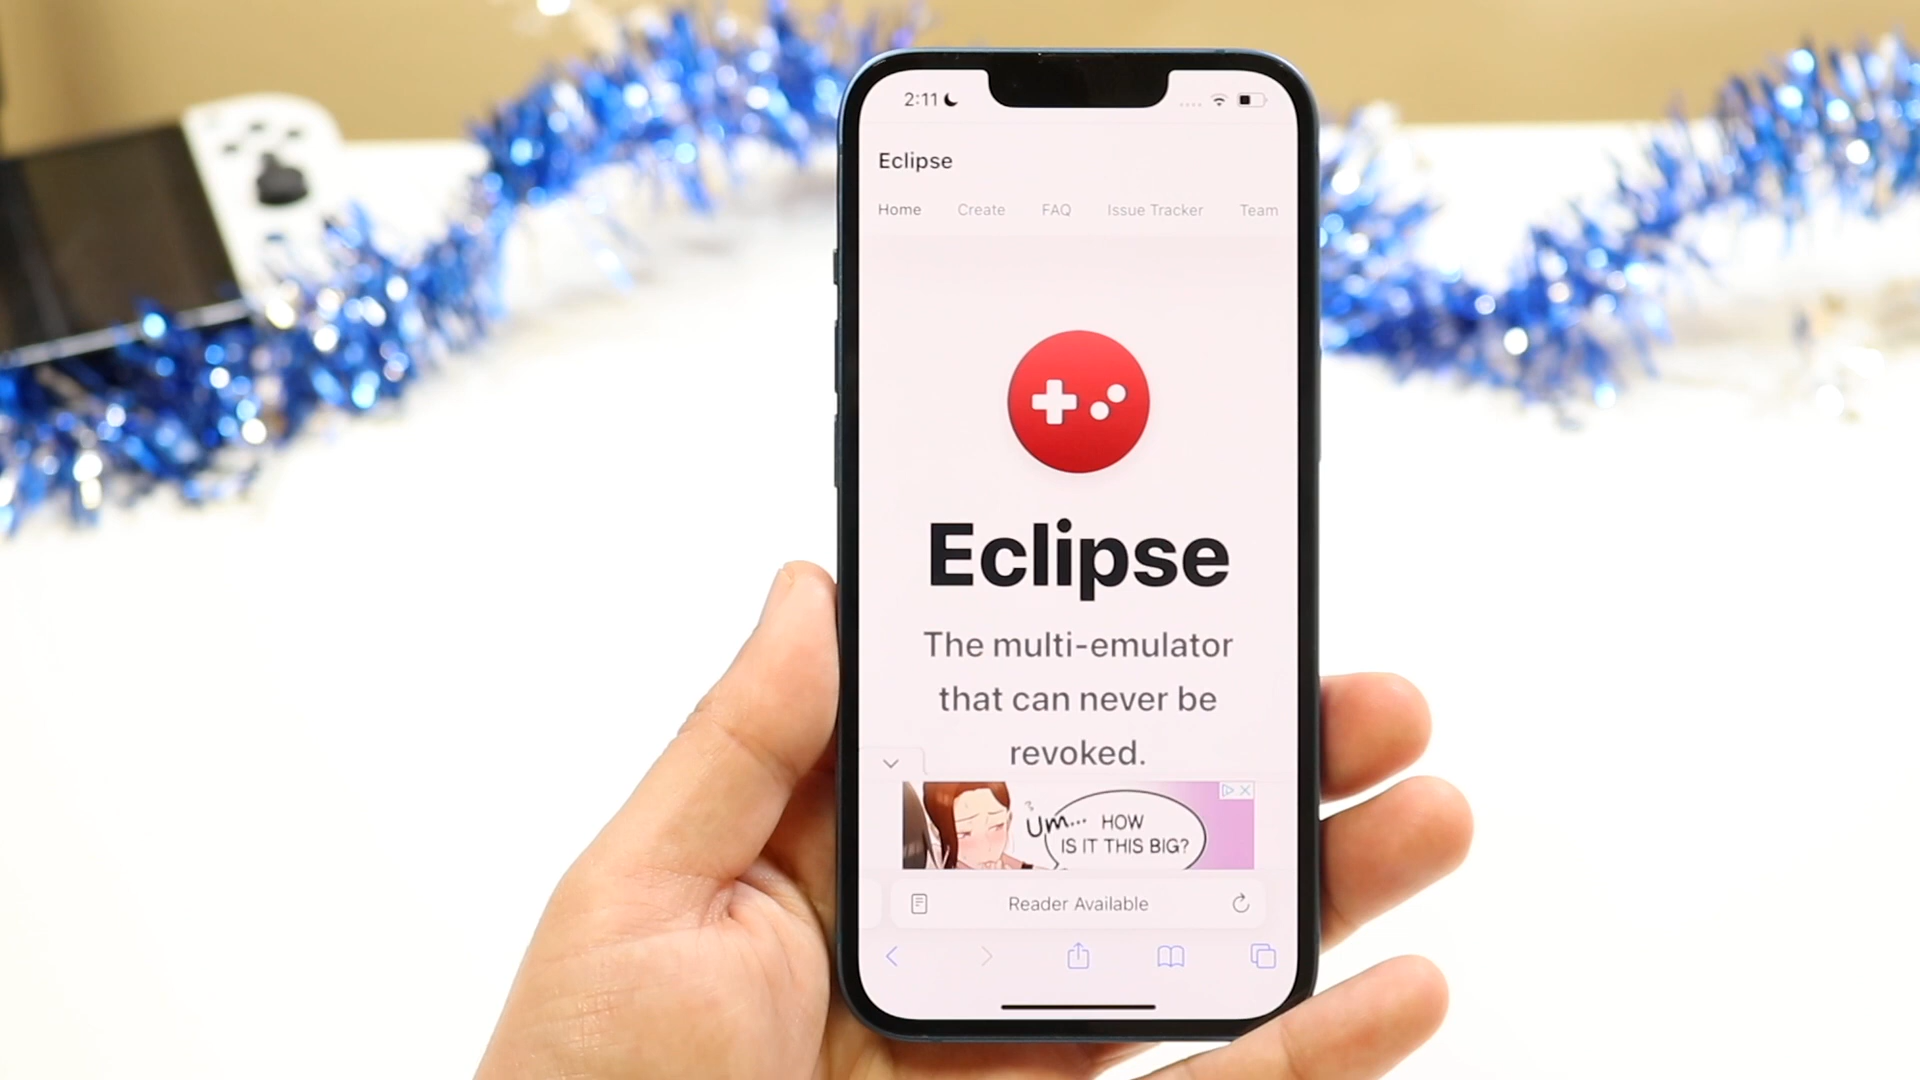 2:11
Eclipse
Home Create FAQ Issue Tracker Team
Eclipse
The multi-emulator
that can never be
revoked.
?
Um... HOW
IS IT THIS BIG?
Reader Available